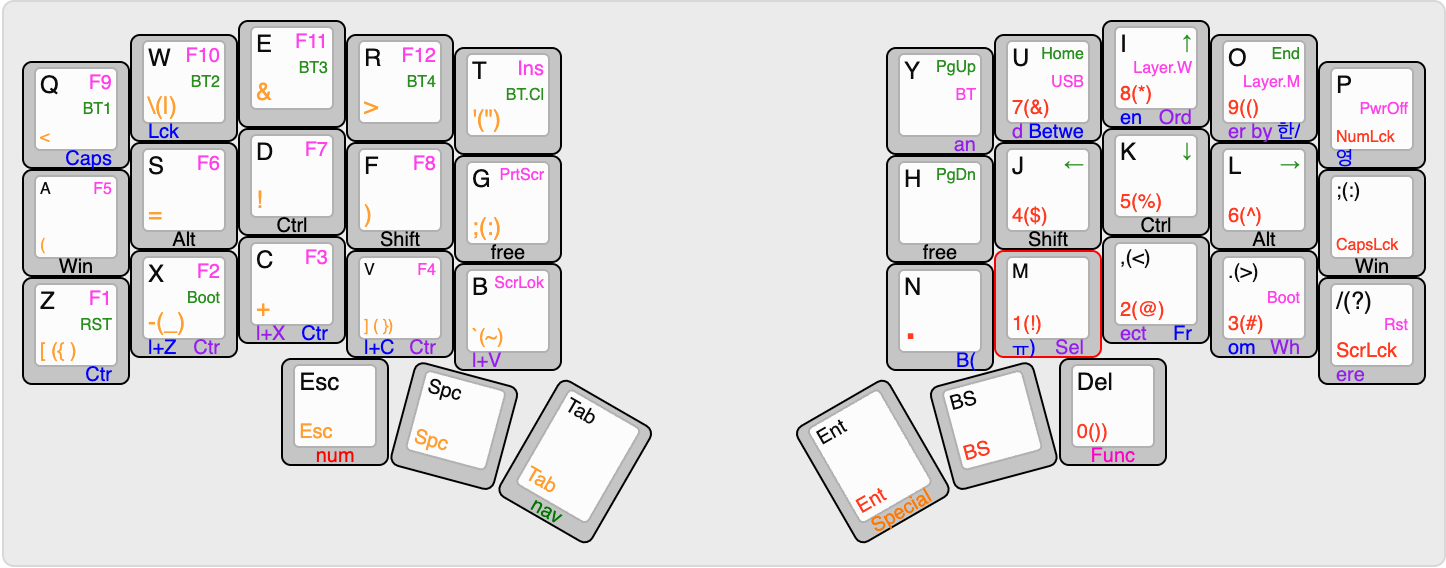 Q F9
BT1
<
Caps
W F10
BT2
\(|)
Lck
E F11
BT3
&
R F12
BT4
>
T Ins
BT.Cl
'(")
Y PgUp
BT
an
U Home
USB
7(&)
d Betwe
I ↑
Layer.W
8(*)
en Ord
O End
Layer.M
9(()
er by 한/
P
PwrOff
NumLck
영
A F5
(
Win
S F6
=
Alt
D F7
!
Ctrl
F F8
)
Shift
G PrtScr
;(:)
free
H PgDn
free
J ←
4($)
Shift
K ↓
5(%)
Ctrl
L →
6(^)
Alt
;(:)
CapsLck
Win
Z F1
RST
[ ({ )
Ctr
X F2
Boot
-(_)
l+Z Ctr
C F3
+
l+X Ctr
V F4
] ( })
l+C Ctr
B ScrLok
`(~)
l+V
N
.
B(
M
1(!)
ㅠ) Sel
,(<)
2(@)
ect Fr
.(>)
Boot
3(#)
om Wh
/(?)
Rst
ScrLck
ere
Esc
Esc
num
Spc
Spc
Tab
Tab
nav
Ent
Ent
Special
BS
BS
Del
0())
Func